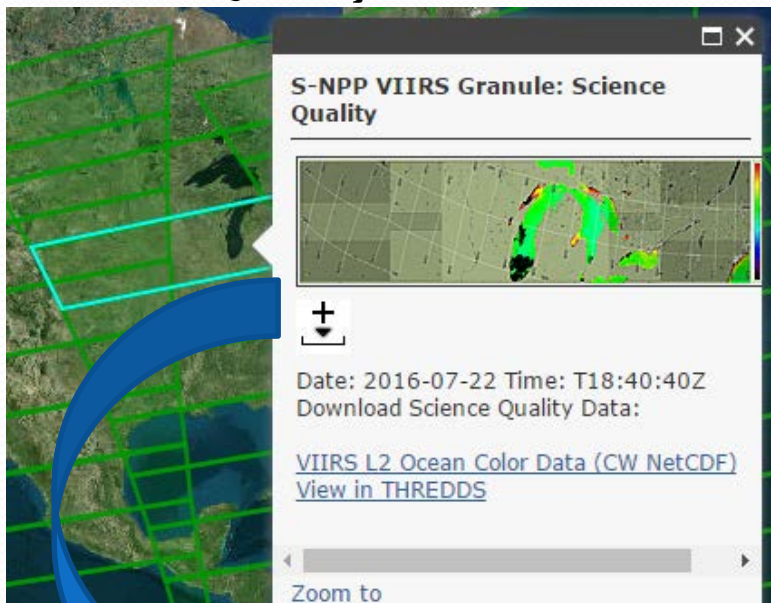 S-NPP VIIRS Granule: Science
Quality
Date: 2016-07-22 Time: T18:40:40Z
Download Science Quality Data:
VIIRS L2 Ocean Color Data (CW NetCDF)
View in THREDDS
Zoom to